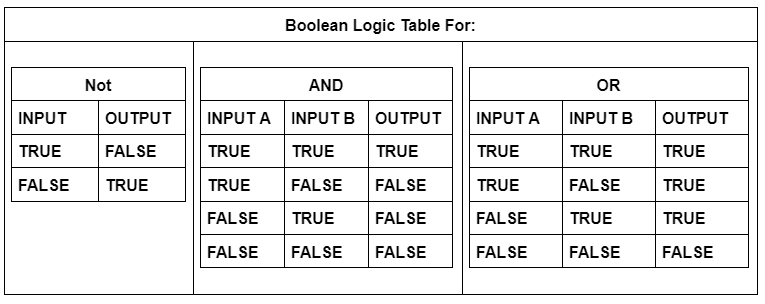 Boolean Logic Table For:
Not
INPUT OUTPUT
TRUE FALSE
FALSE TRUE
AND
INPUT A INPUT B OUTPUT
TRUE TRUE TRUE
TRUE FALSE FALSE
FALSE TRUE FALSE
FALSE FALSE FALSE
OR
INPUT A INPUT B OUTPUT
TRUE TRUE TRUE
TRUE FALSE TRUE
FALSE TRUE TRUE
FALSE FALSE FALSE